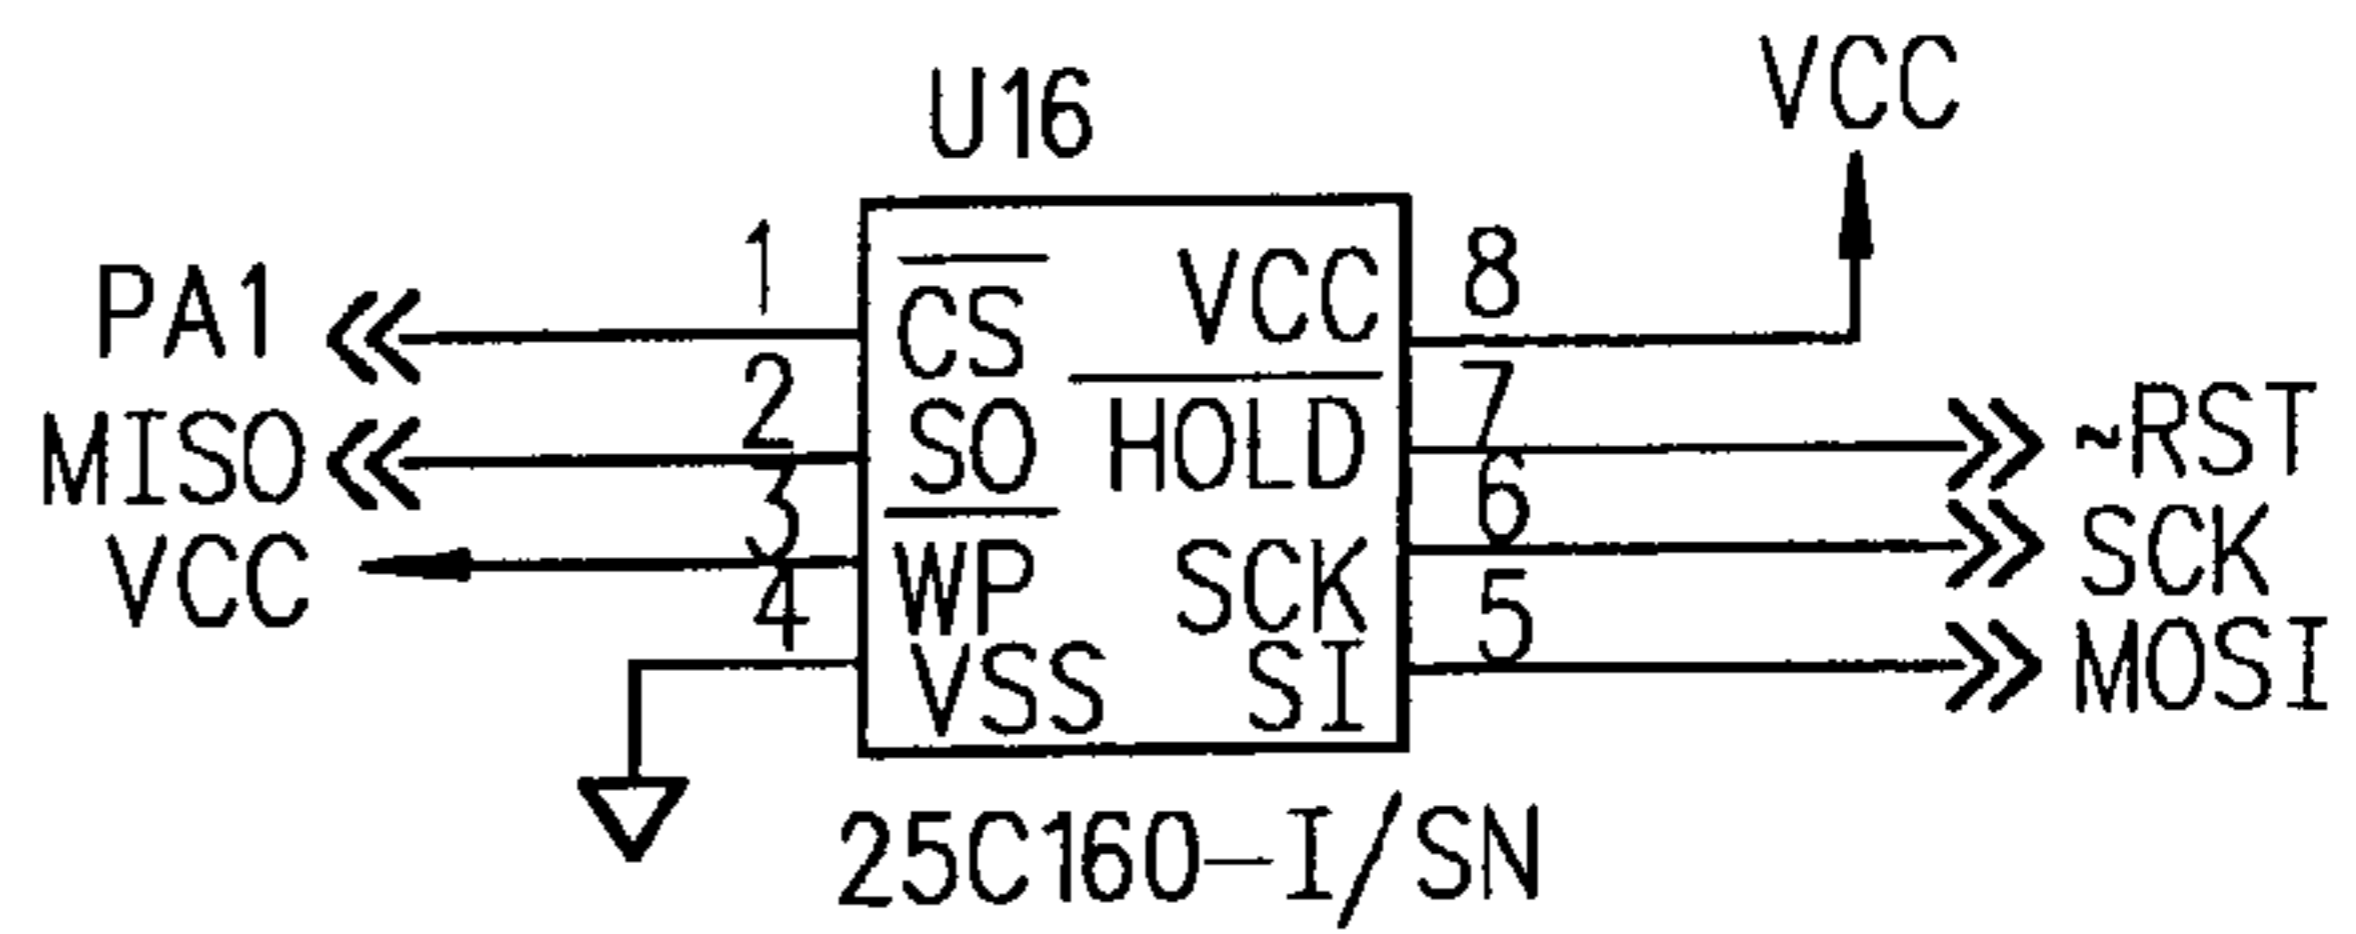 U16
VCC
1
8
PA1
CS
VCC
2
7
MISO
SO
HOLD
~RST
3
6
VCC
WP
SCK
SCK
4
5
VSS
SI
MOSI
25C160-I/SN